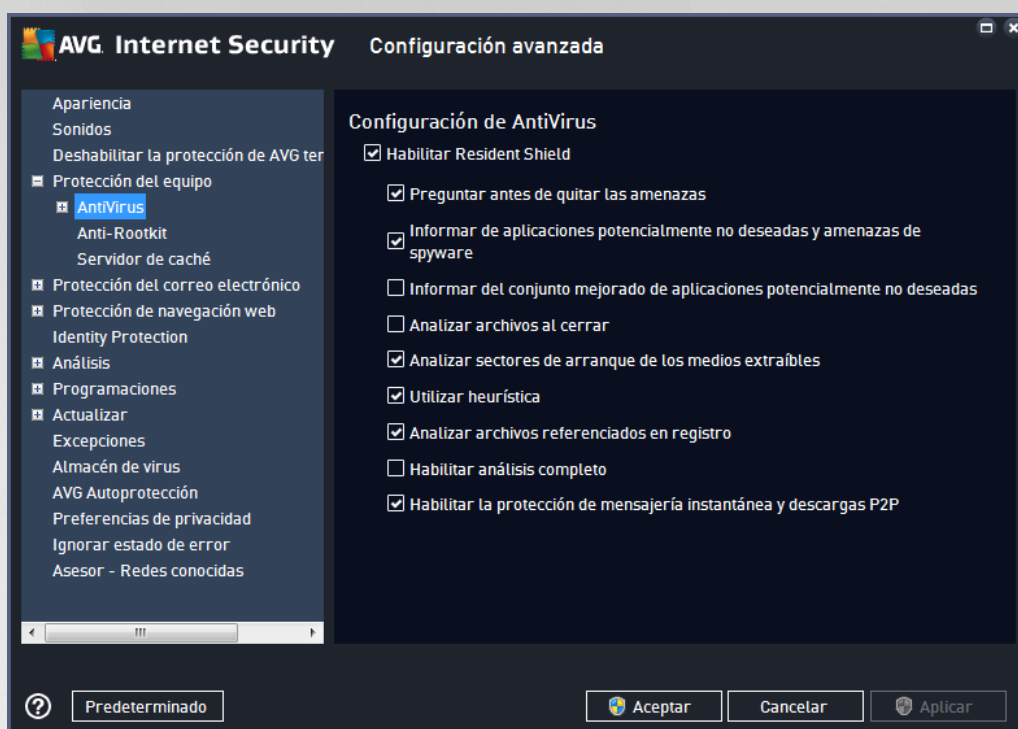 AVG. Internet Security Configuración avanzada
Apariencia
Sonidos
Deshabilitar la protección de AVG ter
Protección del equipo
AntiVirus
Anti-Rootkit
Servidor de caché
Protección del correo electrónico
Protección de navegación web
Identity Protection
Análisis
Programaciones
Actualizar
Excepciones
Almacén de virus
AVG Autoprotección
Preferencias de privacidad
Ignorar estado de error
Asesor - Redes conocidas
Configuración de AntiVirus
Habilitar Resident Shield
Preguntar antes de quitar las amenazas
Informar de aplicaciones potencialmente no deseadas y amenazas de
spyware
Informar del conjunto mejorado de aplicaciones potencialmente no deseadas
Analizar archivos al cerrar
Analizar sectores de arranque de los medios extraíbles
Utilizar heurística
Analizar archivos referenciados en registro
Habilitar análisis completo
Habilitar la protección de mensajería instantánea y descargas P2P
Predeterminado
Aceptar
Cancelar
Aplicar